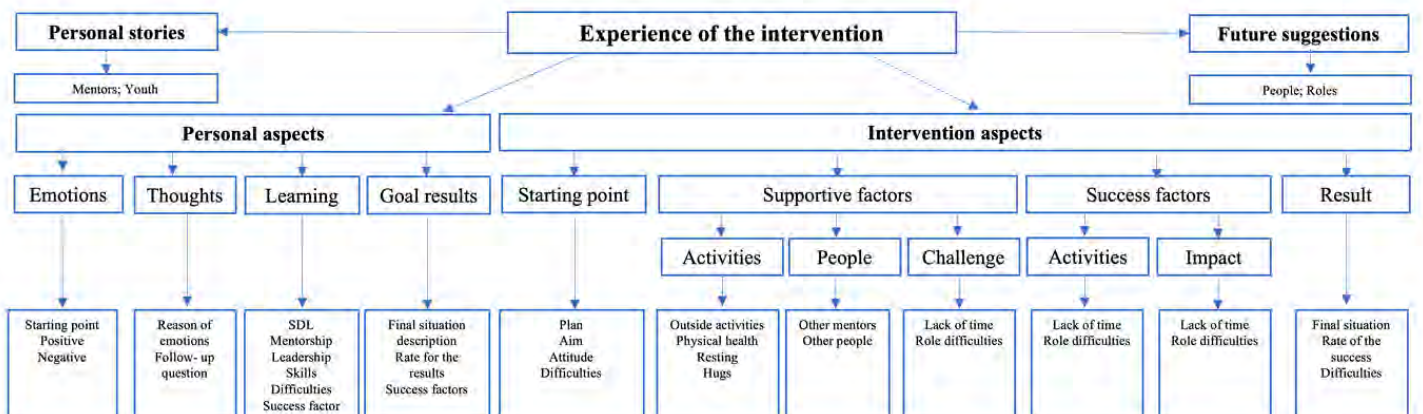 Personal stories
Experience of the intervention
Future suggestions
Mentors; Youth
People; Roles
Personal aspects
Intervention aspects
Emotions
Thoughts
Learning
Goal results
Starting point
Supportive factors
Success factors
Result
Activities
People
Challenge
Activities
Impact
Starting point
Positive
Negative
Reason of
emotions
Follow- up
question
SDL
Mentorship
Leadership
Skills
Difficulties
Success factor
Final situation
description
Rate for the
results
Success factors
Plan
Aim
Attitude
Difficulties
Outside activities
Physical health
Resting
Hugs
Other mentors
Other people
Lack of time
Role difficulties
Lack of time
Role difficulties
Lack of time
Role difficulties
Final situation
Rate of the
success
Difficulties